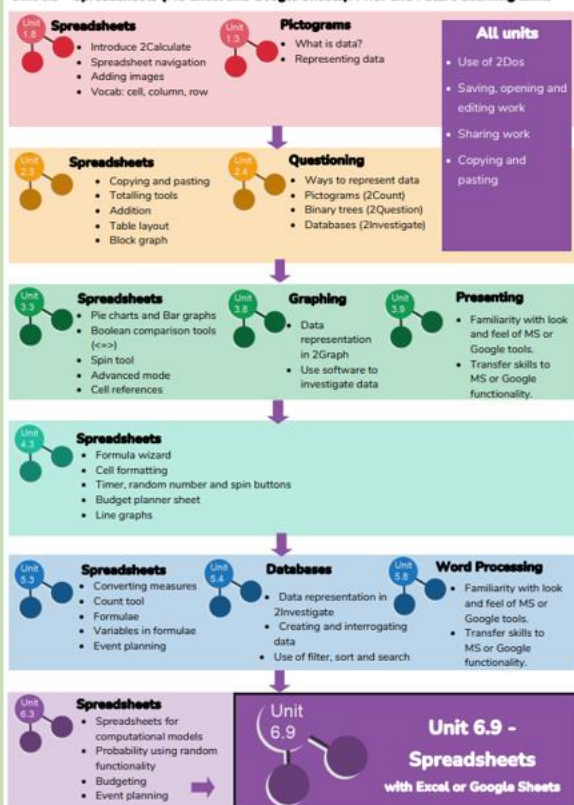 Unit
1.8
Spreadsheets
• Introduce 2Calculate
• Spreadsheet navigation
• Adding images
• Vocab: cell, column, row
Unit
1.3
Pictograms
• What is data?
• Representing data
All units
• Use of 2Dos
• Saving, opening and
editing work
• Sharing work
• Copying and
pasting
Unit
2.3
Spreadsheets
• Copying and pasting
• Totalling tools
• Addition
• Table layout
• Block graph
Unit
2.4
Questioning
• Ways to represent data
• Pictograms (2Count)
• Binary trees (2Question)
• Databases (2Investigate)
Unit
3.3
Spreadsheets
• Pie charts and Bar graphs
• Boolean comparison tools
(<=>)
• Spin tool
• Advanced mode
• Cell references
Unit
3.8
Graphing
• Data
representation
in 2Graph
• Use software to
investigate data
Unit
3.9
Presenting
• Familiarity with look
and feel of MS or
Google tools.
• Transfer skills to
MS or Google
functionality.
Unit
4.3
Spreadsheets
• Formula wizard
• Cell formatting
• Timer, random number and spin buttons
• Budget planner sheet
• Line graphs
Unit
5.3
Spreadsheets
• Converting measures
• Count tool
• Formulae
• Variables in formulae
• Event planning
Unit
5.4
Databases
• Data representation in
2Investigate
• Creating and interrogating
data
• Use of filter, sort and search
Unit
5.8
Word Processing
• Familiarity with look
and feel of MS or
Google tools.
• Transfer skills to
MS or Google
functionality.
Unit
6.3
Spreadsheets
• Spreadsheets for
computational models
• Probability using random
functionality
• Budgeting
• Event planning
Unit
6.9
Unit 6.9 -
Spreadsheets
with Excel or Google Sheets